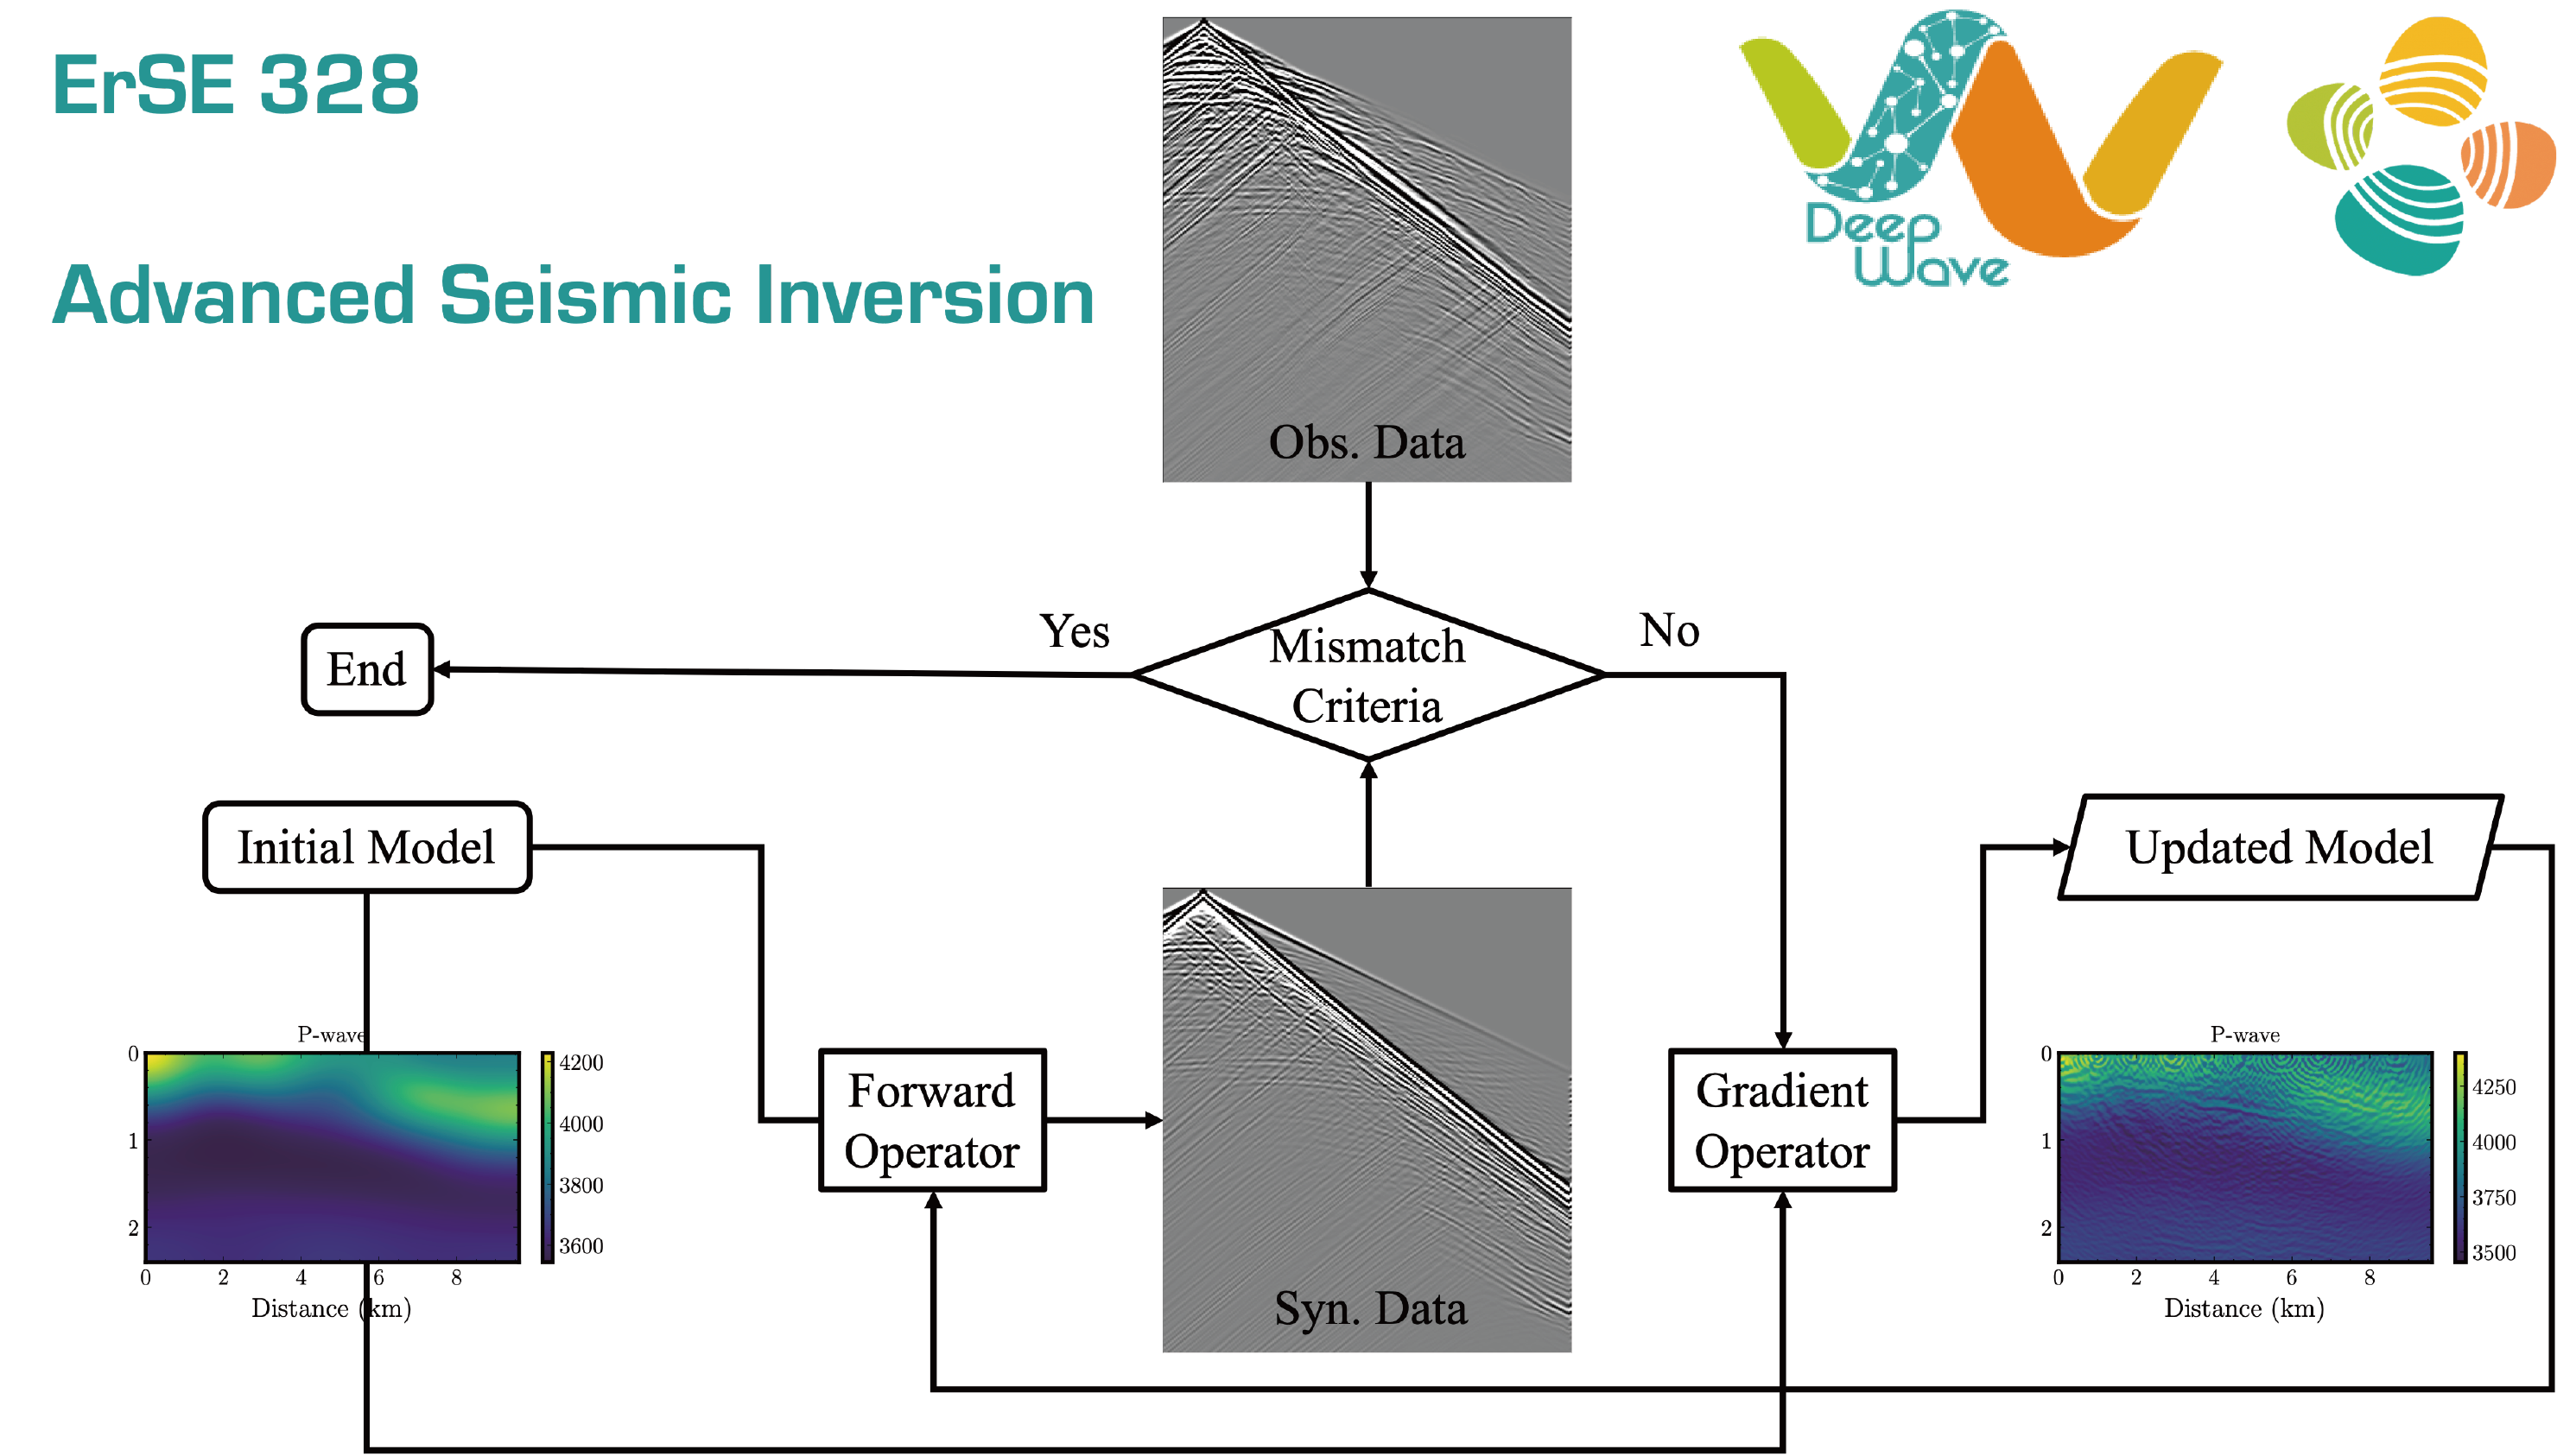 ErSE 328
Advanced Seismic Inversion
Deep
Wave
Obs. Data
Yes
No
Mismatch
Criteria
End
Initial Model
Updated Model
P-wave
0
1
2
0 2 4 6 8
Distance (km)
4200
4000
3800
3600
Forward
Operator
Syn. Data
Gradient
Operator
P-wave
0
1
2
0 2 4 6 8
Distance (km)
4250
4000
3750
3500